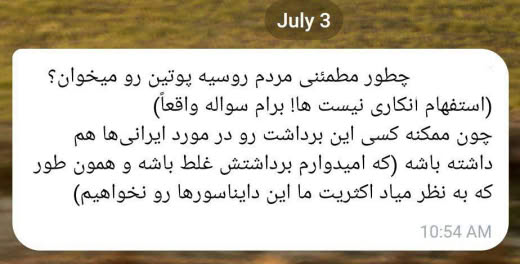 July 3
چطور مطمئنی مردم روسیه پوتین رو میخوان؟
(استفهام انکاری نیست ها! برام سواله واقعاً)
چون ممکنه کسی این برداشت رو در مورد ایرانی‌ها هم
داشته باشه (که امیدوارم برداشتش غلط باشه و همون طور
که به نظر میاد اکثریت ما این دایناسورها رو نخواهیم)
10:54 AM